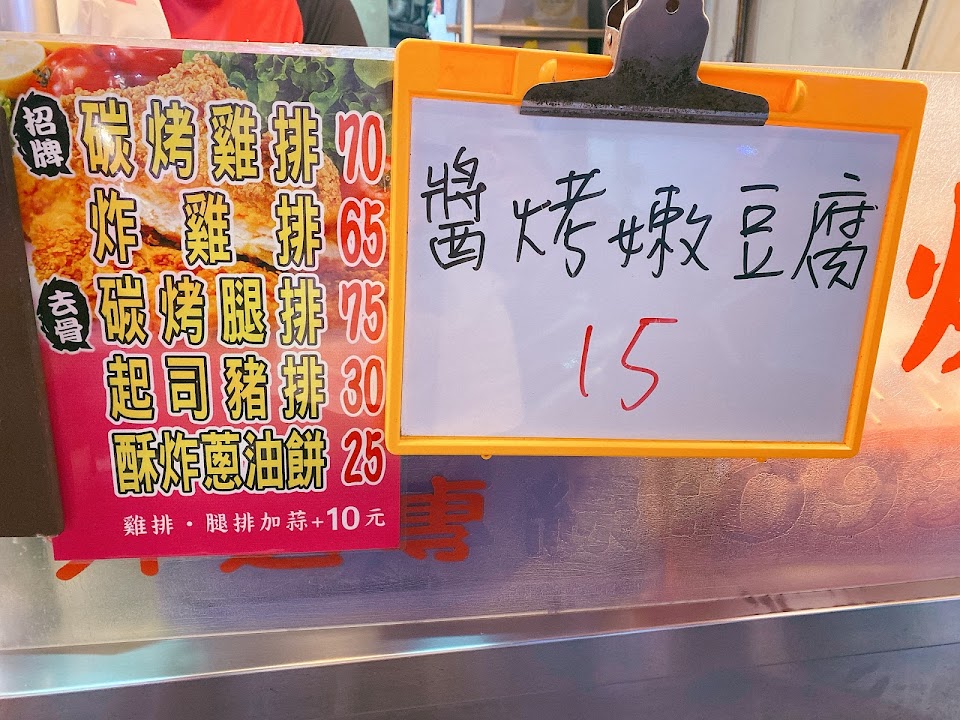 招牌 碳烤雞排 70
炸雞排 65
去骨 碳烤腿排 75
起司豬排 30
酥炸蔥油餅 25
雞排·腿排加蒜+10元
醬烤嫩豆腐
15